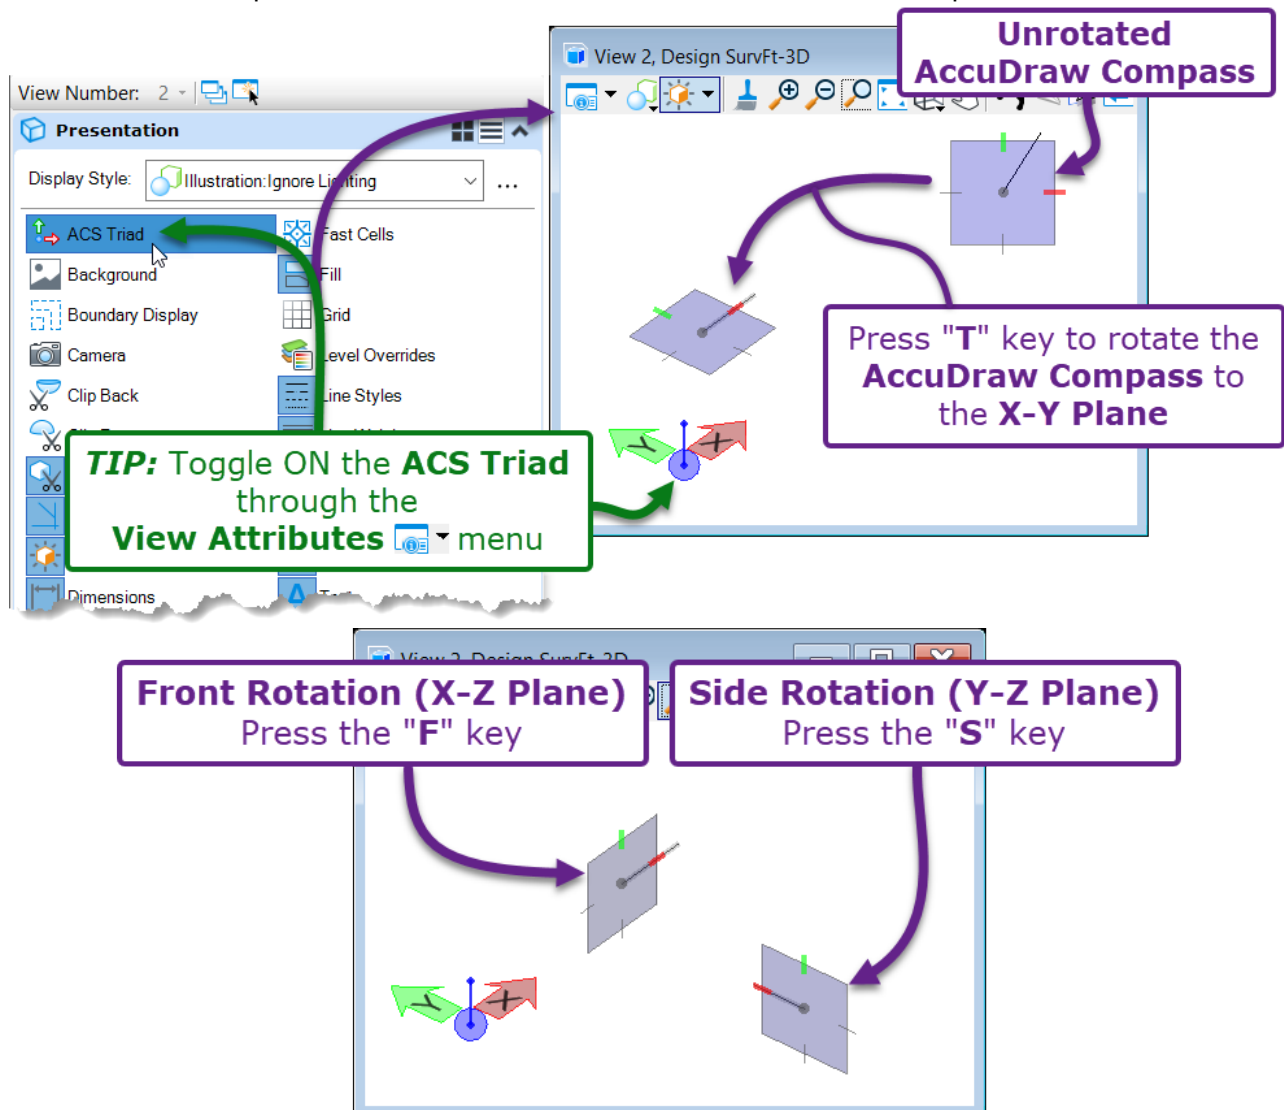 View 2, Design SurvFt-3D
Unrotated
AccuDraw Compass
View Number: 2
Presentation
Display Style: Illustration: Ignore Lighting
ACS Triad
Fast Cells
Background
Fill
Boundary Display
Grid
Camera
Level Overrides
Clip Back
Line Styles
Press "T" key to rotate the
AccuDraw Compass to
the X-Y Plane
Y
X
TIP: Toggle ON the ACS Triad
through the
View Attributes menu
Dimensions
View 2, Design SurvFt-3D
Front Rotation (X-Z Plane)
Press the "F" key
Side Rotation (Y-Z Plane)
Press the "S" key
Y
X